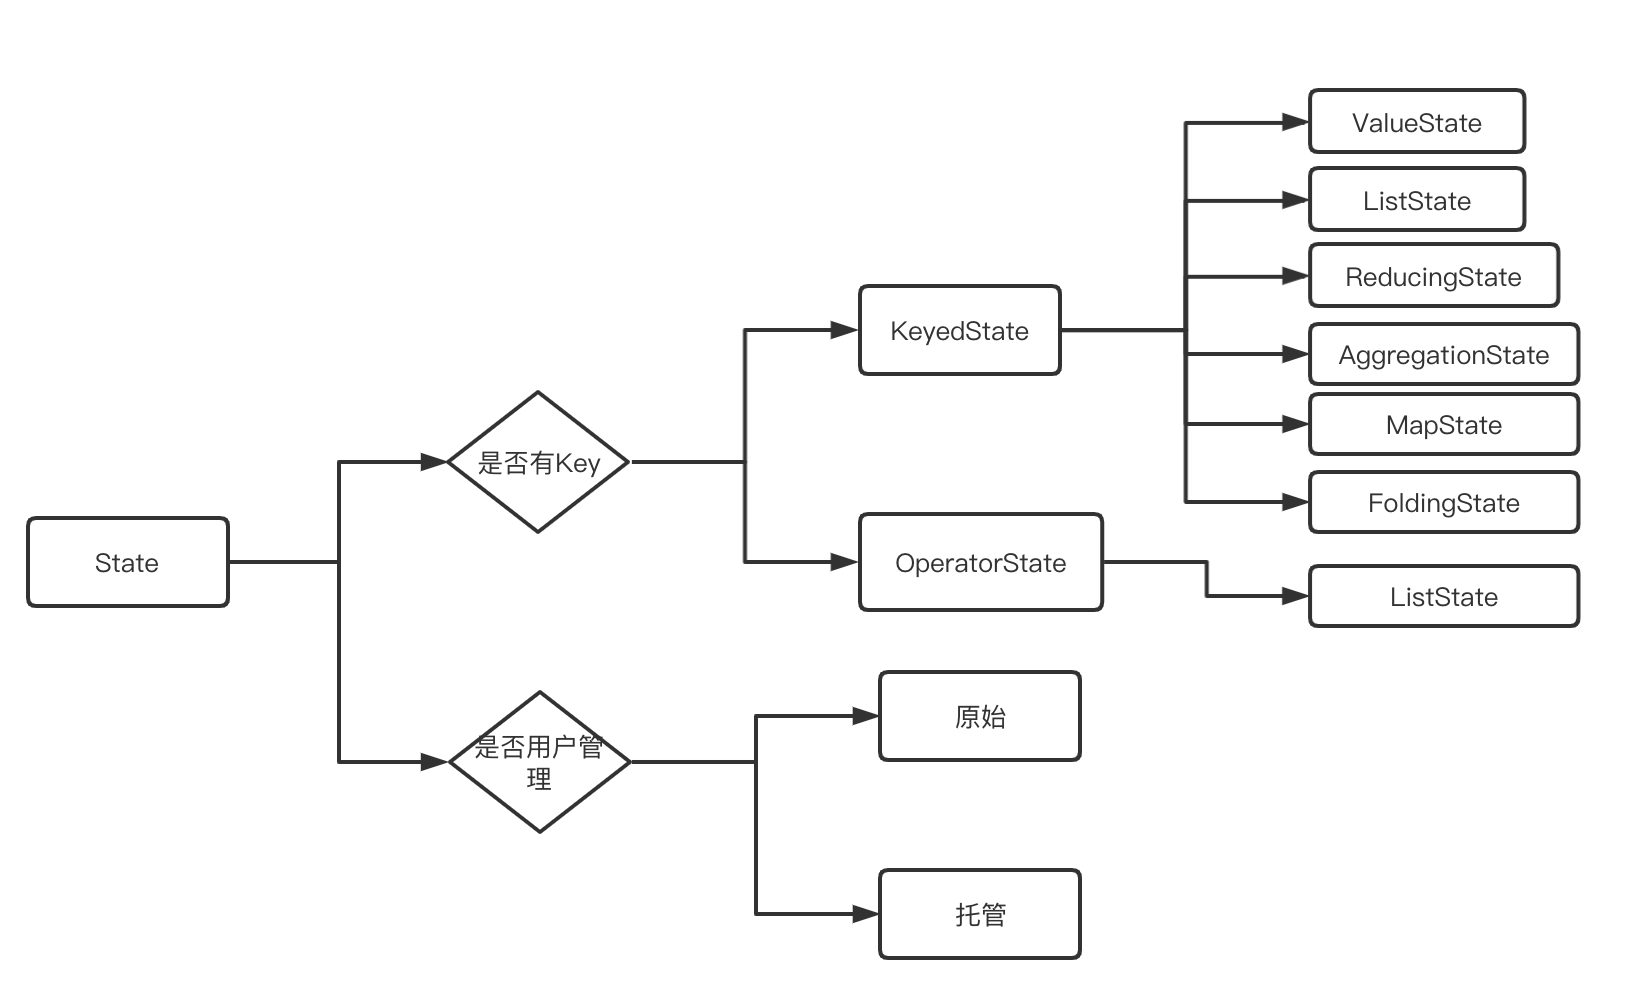 State
是否有Key
是否用户管
理
KeyedState
OperatorState
原始
托管
ValueState
ListState
ReducingState
AggregationState
MapState
FoldingState
ListState